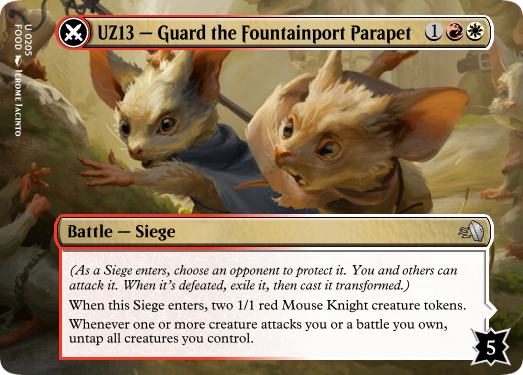 UZ13 — Guard the Fountainport Parapet 1
U 0205
FOOD JEROME JACINTO
Battle — Siege
(As a Siege enters, choose an opponent to protect it. You and others can
attack it. When it's defeated, exile it, then cast it transformed.)
When this Siege enters, two 1/1 red Mouse Knight creature tokens.
Whenever one or more creature attacks you or a battle you own,
untap all creatures you control.
5